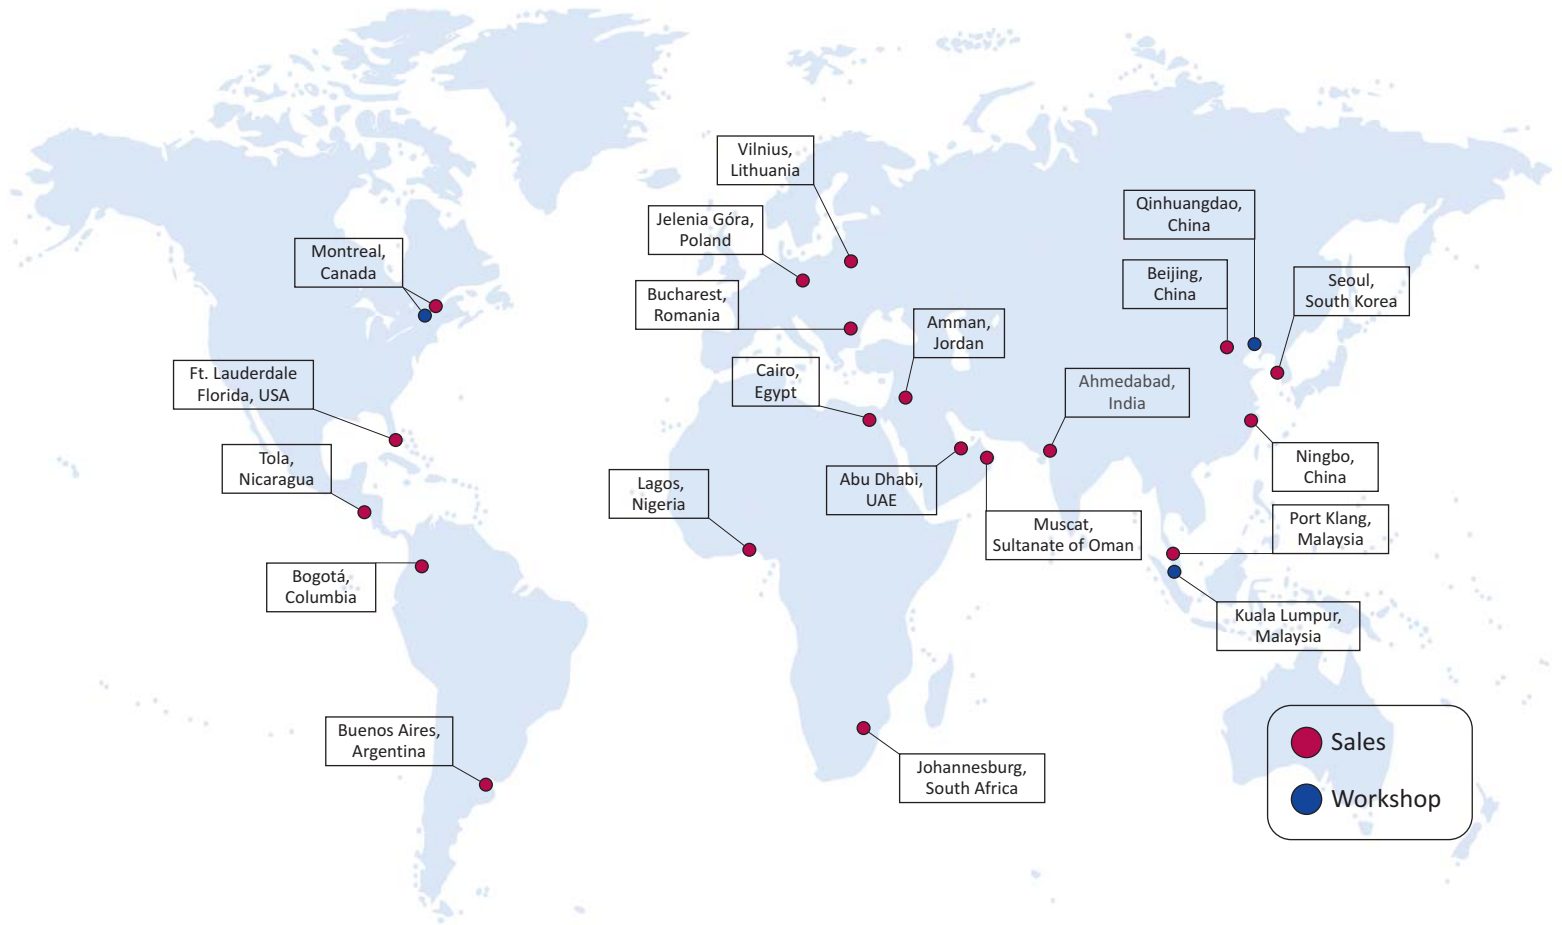 Vilnius,
Lithuania
Jelenia Góra,
Poland
Qinhuangdao,
China
Montreal,
Canada
Beijing,
China
Seoul,
South Korea
Bucharest,
Romania
Amman,
Jordan
Ft. Lauderdale
Florida, USA
Cairo,
Egypt
Ahmedabad,
India
Tola,
Nicaragua
Lagos,
Nigeria
Abu Dhabi,
UAE
Ningbo,
China
Muscat,
Sultanate of Oman
Port Klang,
Malaysia
Bogotá,
Columbia
Kuala Lumpur,
Malaysia
Buenos Aires,
Argentina
Johannesburg,
South Africa
Sales
Workshop